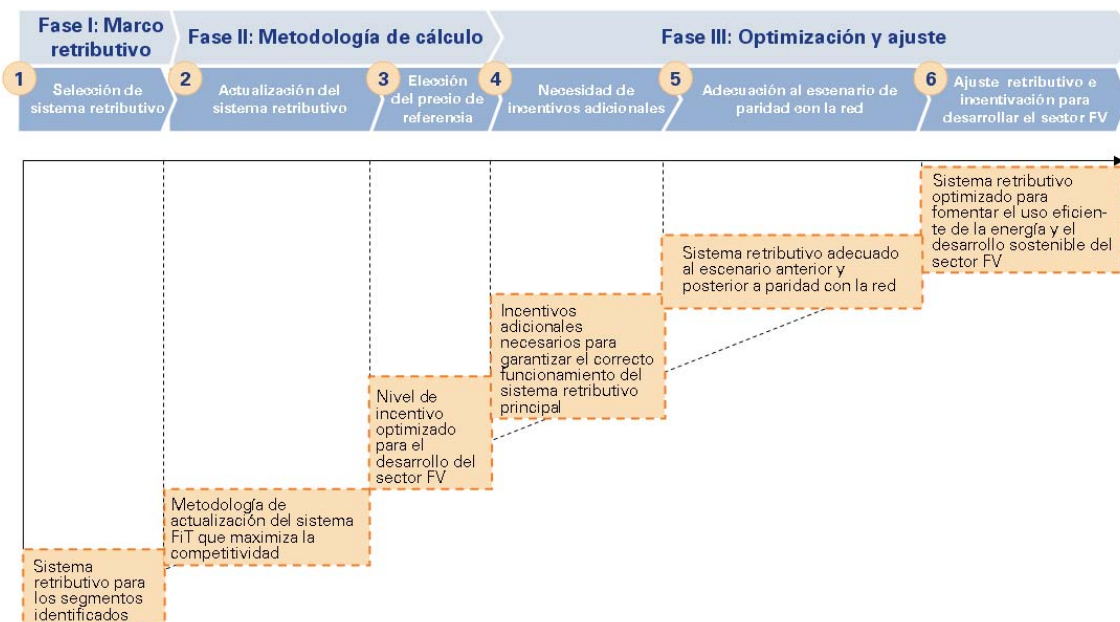 Fase I: Marco
retributivo
Fase II: Metodología de cálculo
Fase III: Optimización y ajuste
1
Selección de
sistema retributivo
2
Actualización del
sistema retributivo
3
Elección
del precio de
referencia
4
Necesidad de
incentivos adicionales
5
Adecuación al escenario de
paridad con la red
6
Ajuste retributivo e
incentivación para
desarrollar el sector FV
Sistema retributivo
optimizado para
fomentar el uso eficien-
te de la energía y el
desarrollo sostenible del
sector FV
Sistema retributivo adecuado
al escenario anterior y
posterior a paridad con la red
Incentivos
adicionales
necesarios para
garantizar el correcto
funcionamiento del
sistema retributivo
principal
Nivel de
incentivo
optimizado
para el
desarrollo del
sector FV
Metodología de
actualización del sistema
FiT que maximiza la
competitividad
Sistema
retributivo para
los segmentos
identificados